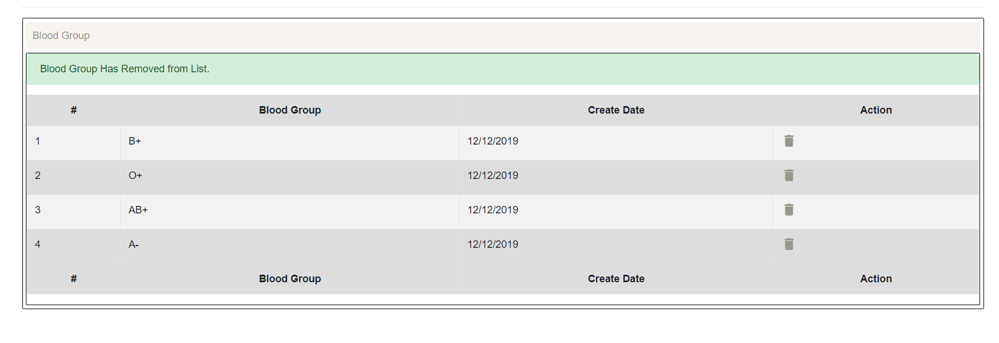 Blood Group
Blood Group Has Removed from List.
# Blood Group Create Date Action
1 B+ 12/12/2019
2 O+ 12/12/2019
3 AB+ 12/12/2019
4 A- 12/12/2019
# Blood Group Create Date Action